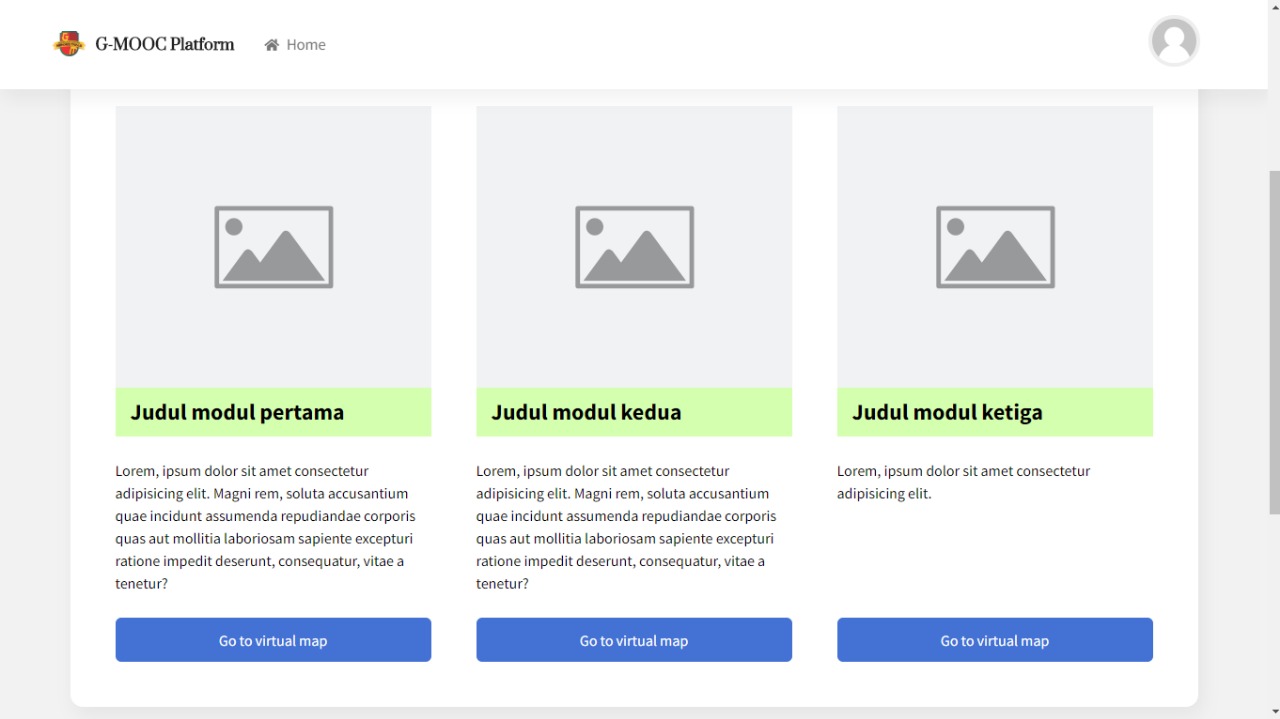 G-MOOC Platform
Home
Judul modul pertama
Lorem, ipsum dolor sit amet consectetur
adipisicing elit. Magni rem, soluta accusantium
quae incidunt assumenda repudiandae corporis
quas aut mollitia laboriosam sapiente excepturi
ratione impedit deserunt, consequatur, vitae a
tenetur?
Go to virtual map
Judul modul kedua
Lorem, ipsum dolor sit amet consectetur
adipisicing elit. Magni rem, soluta accusantium
quae incidunt assumenda repudiandae corporis
quas aut mollitia laboriosam sapiente excepturi
ratione impedit deserunt, consequatur, vitae a
tenetur?
Go to virtual map
Judul modul ketiga
Lorem, ipsum dolor sit amet consectetur
adipisicing elit.
Go to virtual map